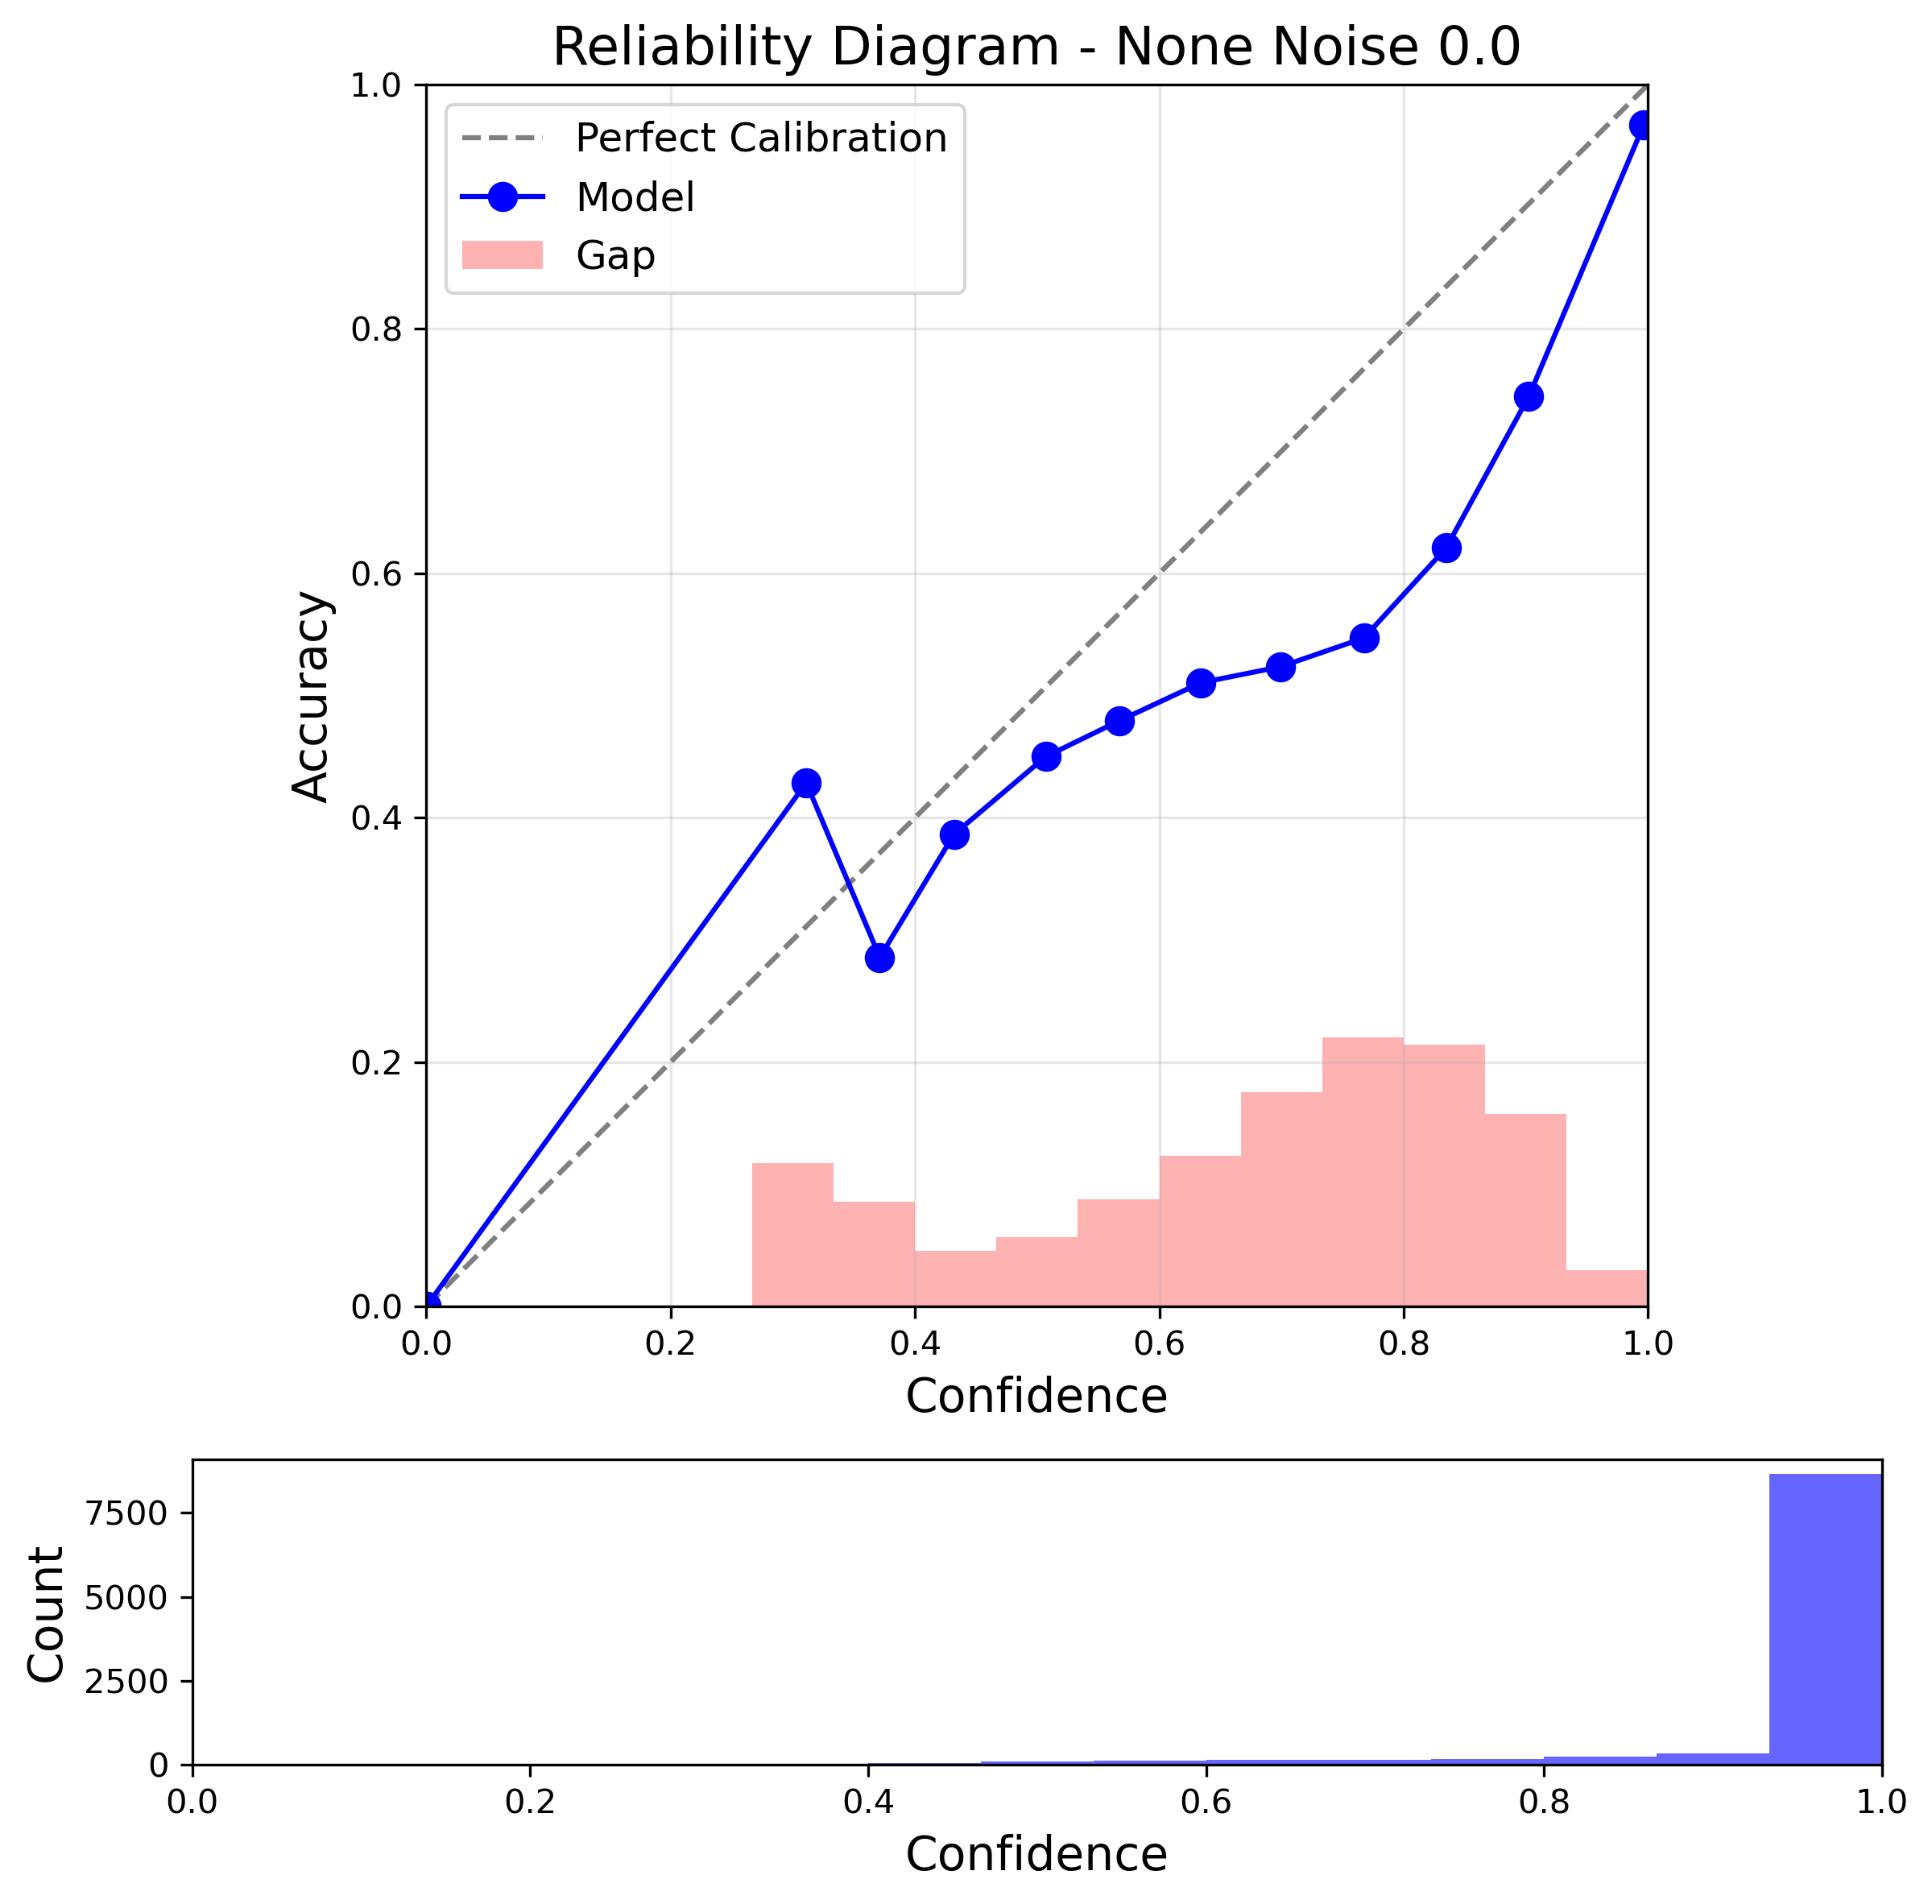 Reliability Diagram - None Noise 0.0
Perfect Calibration
Model
Gap
Accuracy
1.0
0.8
0.6
0.4
0.2
0.0
0.0 0.2 0.4 0.6 0.8 1.0
Confidence
Count
7500
5000
2500
0
0.0 0.2 0.4 0.6 0.8 1.0
Confidence